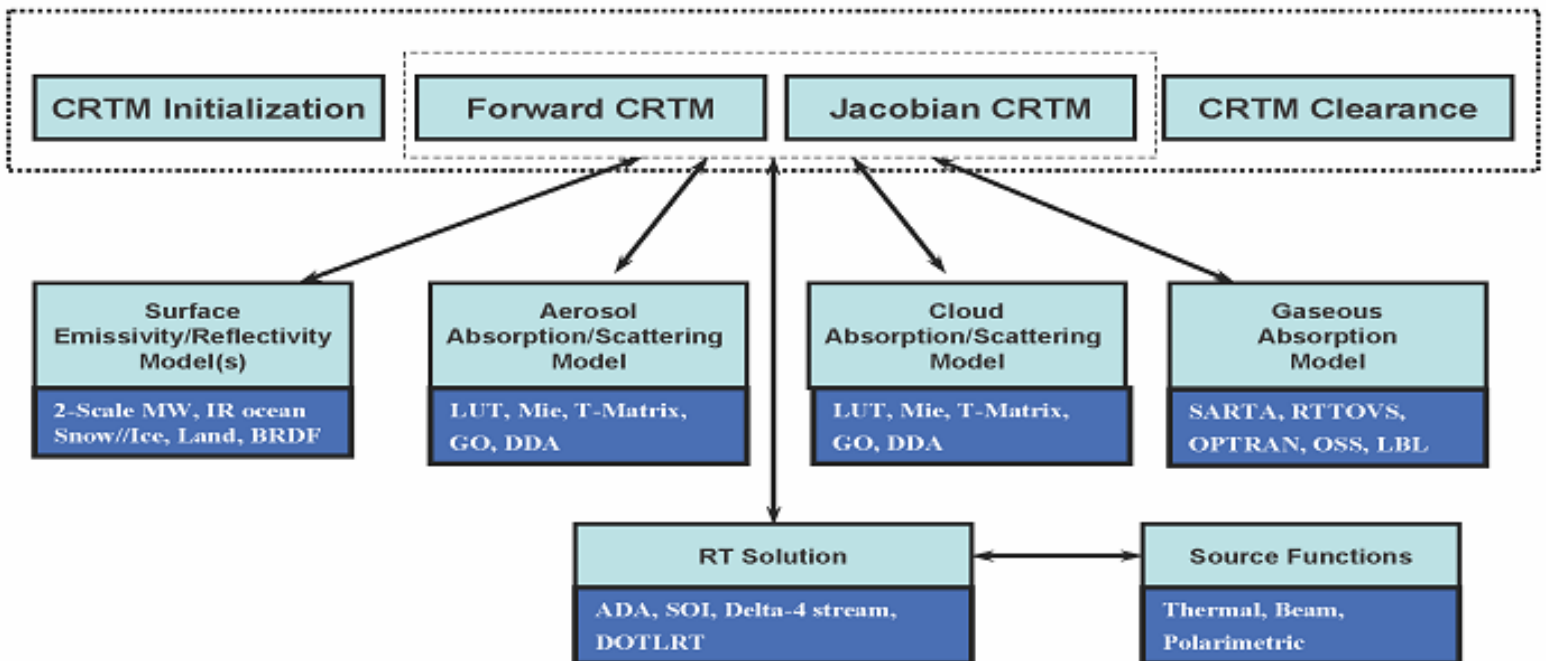 CRTM Initialization
Forward CRTM
Jacobian CRTM
CRTM Clearance
Surface
Emissivity/Reflectivity
Model(s)
2-Scale MW, IR ocean
Snow//Ice, Land, BRDF
Aerosol
Absorption/Scattering
Model
LUT, Mie, T-Matrix,
GO, DDA
Cloud
Absorption/Scattering
Model
LUT, Mie, T-Matrix,
GO, DDA
Gaseous
Absorption
Model
SARTA, RTTOVS,
OPTRAN, OSS, LBL
RT Solution
ADA, SOI, Delta-4 stream,
DOTLRT
Source Functions
Thermal, Beam,
Polarimetric